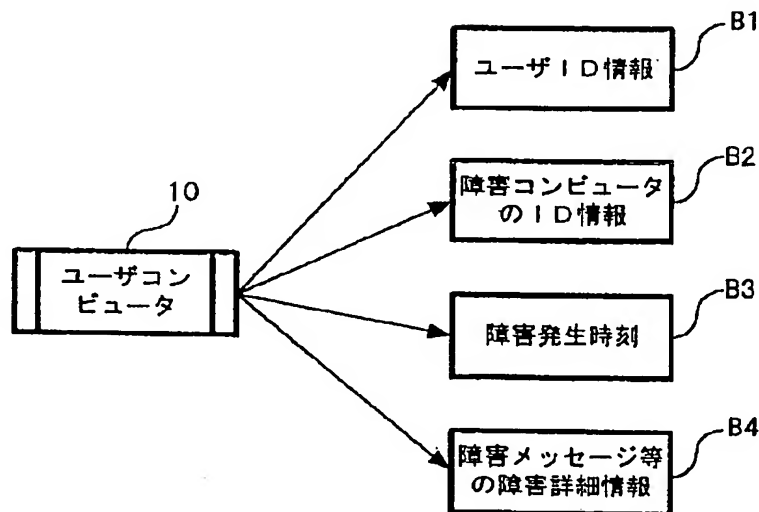 B1
ユーザID情報
B2
障害コンピュータ
のID情報
10
ユーザコン
ピュータ
B3
障害発生時刻
B4
障害メッセージ等
の障害詳細情報